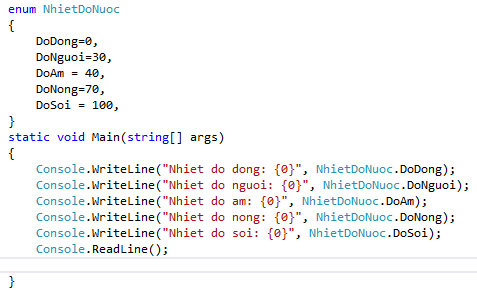 enum NhietDoNuoc
{
DoDong=0,
DoNguoi=30,
DoAm = 40,
DoNong=70,
DoSoi = 100,
}
static void Main(string[] args)
{
Console.WriteLine("Nhiet do dong: {0}", NhietDoNuoc.DoDong);
Console.WriteLine("Nhiet do nguoi: {0}", NhietDoNuoc.DoNguoi);
Console.WriteLine("Nhiet do am: {0}", NhietDoNuoc.DoAm);
Console.WriteLine("Nhiet do nong: {0}", NhietDoNuoc.DoNong);
Console.WriteLine("Nhiet do soi: {0}", NhietDoNuoc.DoSoi);
Console.ReadLine();
}